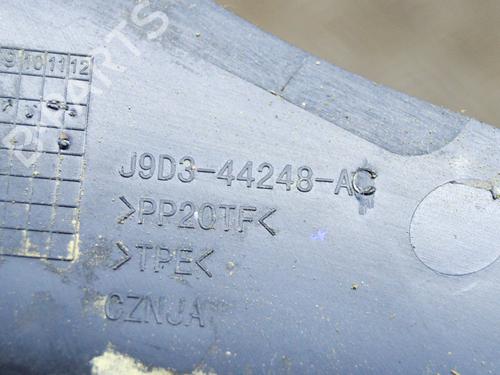 9 10 11 12
J9D3-44248-AC
>PP20TF<
>TPE<
CZNJA